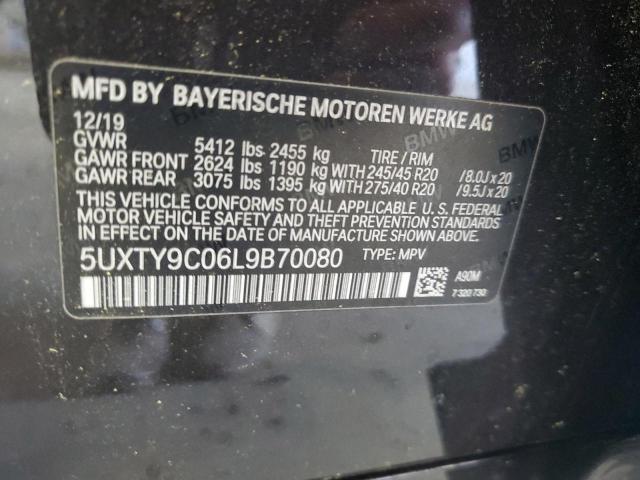 MFD BY BAYERISCHE MOTOREN WERKE AG
12/19
GVWR 5412 lbs 2455 kg TIRE / RIM
GAWR FRONT 2624 lbs 1190 kg WITH 245/45 R20 / 8.0J x 20
GAWR REAR 3075 lbs 1395 kg WITH 275/40 R20 / 9.5J x 20
THIS VEHICLE CONFORMS TO ALL APPLICABLE U. S. FEDERAL
MOTOR VEHICLE SAFETY AND THEFT PREVENTION STANDARDS
IN EFFECT ON THE DATE OF MANUFACTURE SHOWN ABOVE.
5UXTY9C06L9B70080 TYPE: MPV
A90M
7320730